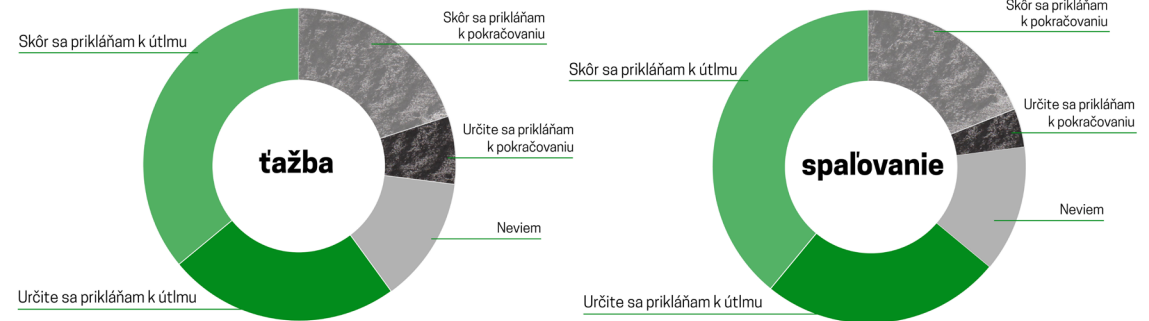 Skôr sa prikláňam
k pokračovaniu
Skôr sa prikláňam k útlmu
Určite sa prikláňam
k pokračovaniu
ťažba
Neviem
Určite sa prikláňam k útlmu
Skôr sa prikláňam
k pokračovaniu
Skôr sa prikláňam k útlmu
Určite sa prikláňam
k pokračovaniu
spaľovanie
Neviem
Určite sa prikláňam k útlmu